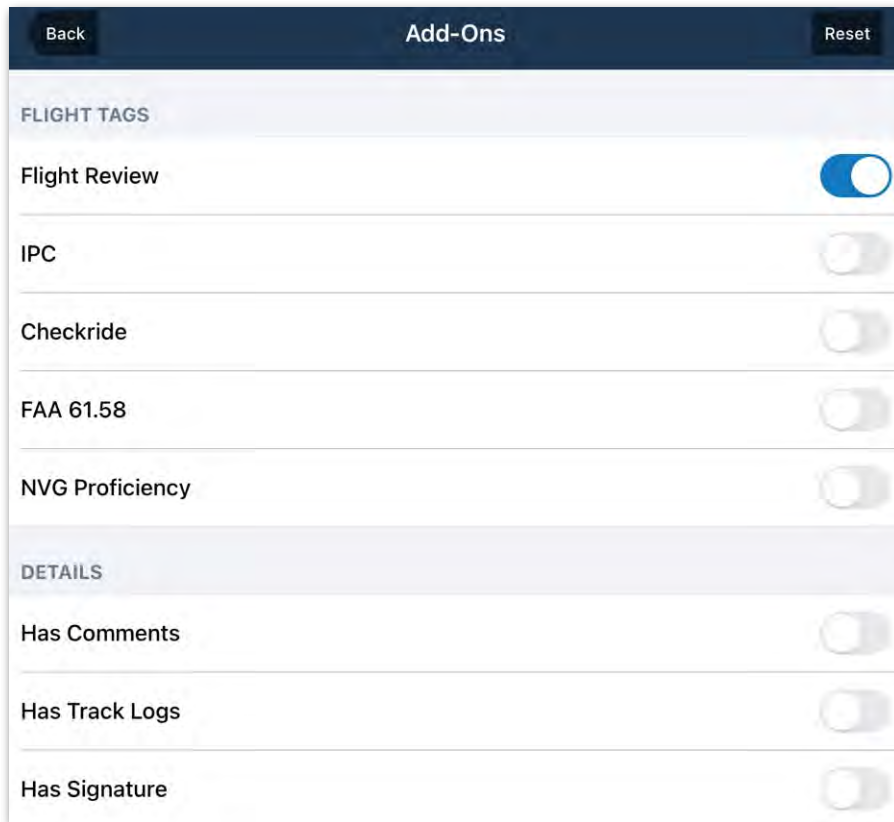 Back Add-Ons Reset
FLIGHT TAGS
Flight Review
IPC
Checkride
FAA 61.58
NVG Proficiency
DETAILS
Has Comments
Has Track Logs
Has Signature